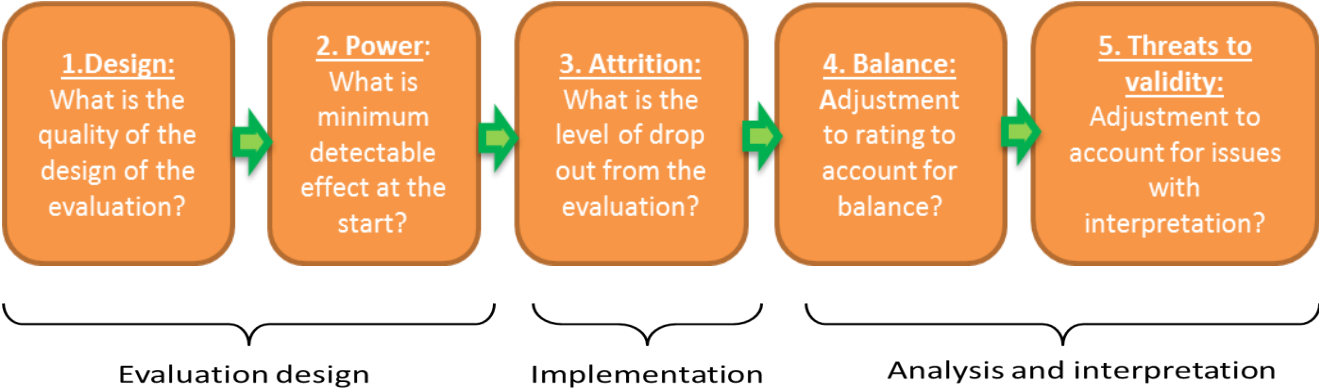 1.Design:
What is the
quality of the
design of the
evaluation?
2. Power:
What is
minimum
detectable
effect at the
start?
3. Attrition:
What is the
level of drop
out from the
evaluation?
4. Balance:
Adjustment
to rating to
account for
balance?
5. Threats to
validity:
Adjustment to
account for issues
with
interpretation?
Evaluation design
Implementation
Analysis and interpretation